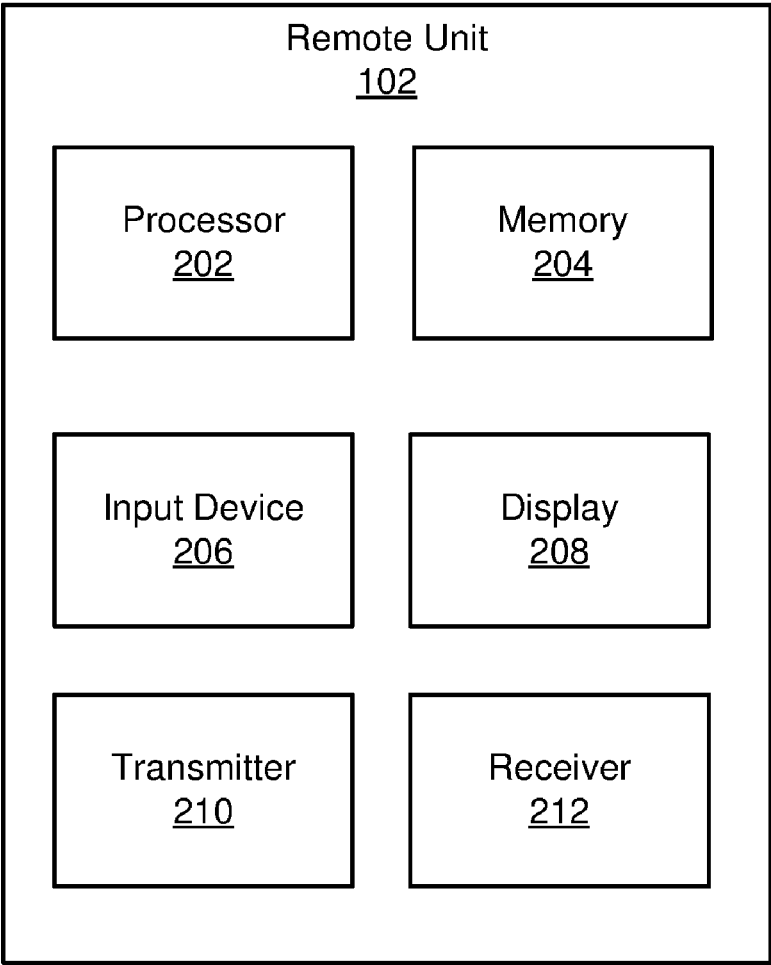 Remote Unit
102
Processor
202
Memory
204
Input Device
206
Display
208
Transmitter
210
Receiver
212